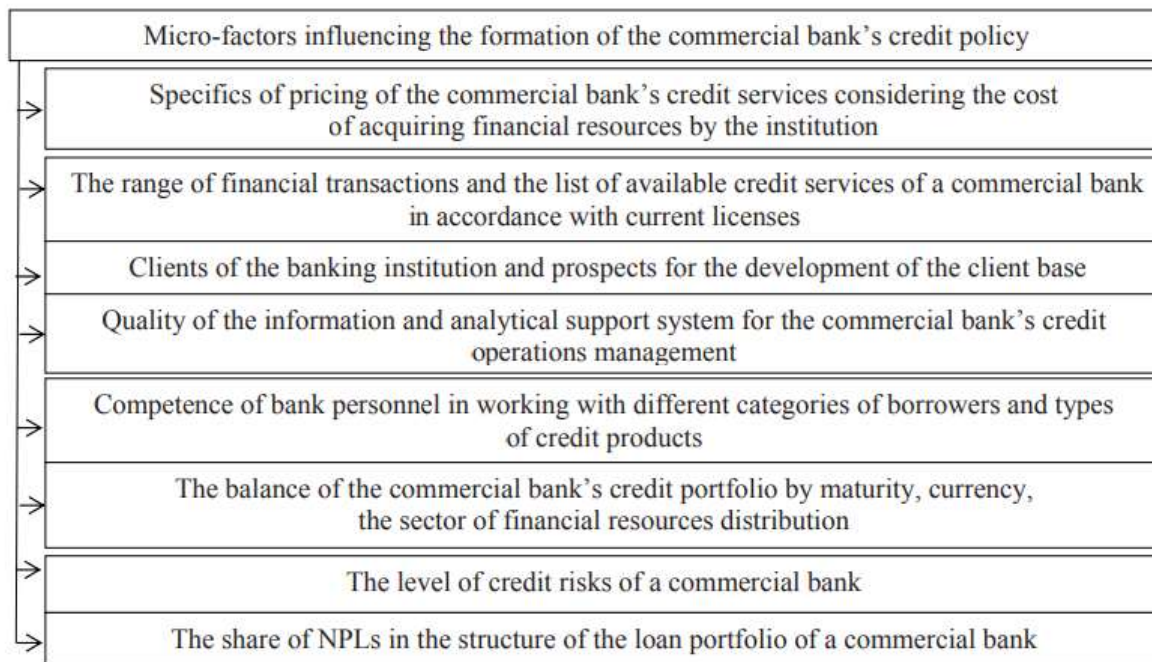 Micro-factors influencing the formation of the commercial bank’s credit policy
Specifics of pricing of the commercial bank’s credit services considering the cost
of acquiring financial resources by the institution
The range of financial transactions and the list of available credit services of a commercial bank
in accordance with current licenses
Clients of the banking institution and prospects for the development of the client base
Quality of the information and analytical support system for the commercial bank’s credit
operations management
Competence of bank personnel in working with different categories of borrowers and types
of credit products
The balance of the commercial bank’s credit portfolio by maturity, currency,
the sector of financial resources distribution
The level of credit risks of a commercial bank
The share of NPLs in the structure of the loan portfolio of a commercial bank